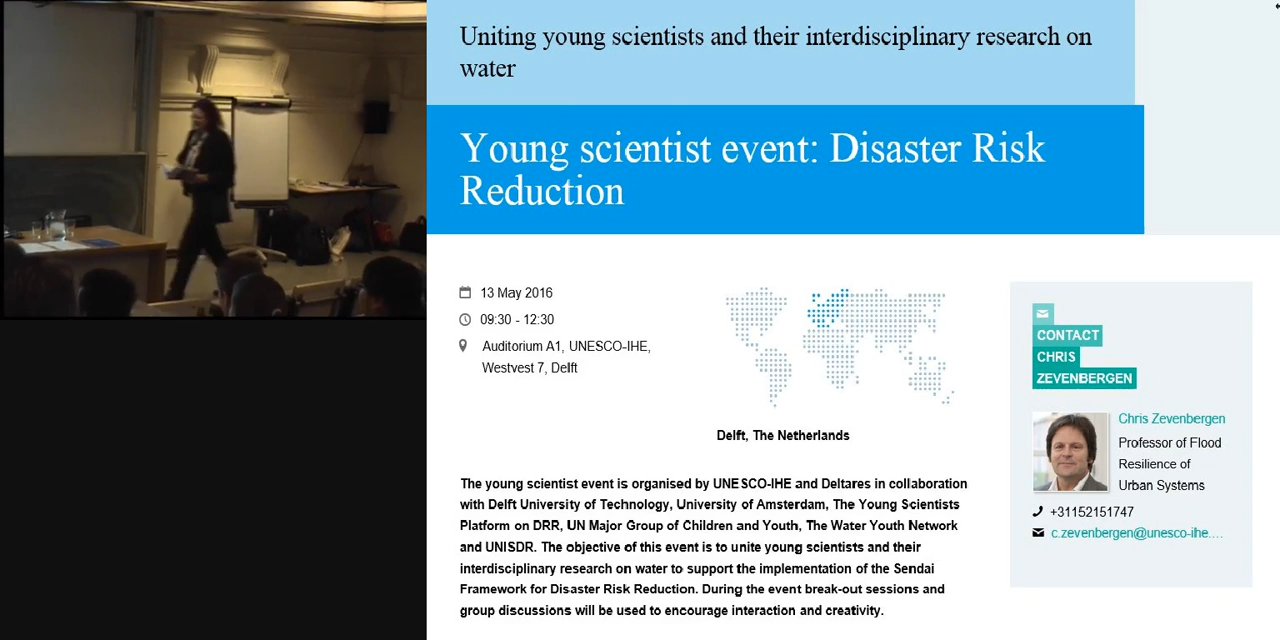 Uniting young scientists and their interdisciplinary research on
water
Young scientist event: Disaster Risk
Reduction
13 May 2016
09:30 - 12:30
Auditorium A1, UNESCO-IHE,
Westvest 7, Delft
Delft, The Netherlands
The young scientist event is organised by UNESCO-IHE and Deltares in collaboration
with Delft University of Technology, University of Amsterdam, The Young Scientists
Platform on DRR, UN Major Group of Children and Youth, The Water Youth Network
and UNISDR. The objective of this event is to unite young scientists and their
interdisciplinary research on water to support the implementation of the Sendai
Framework for Disaster Risk Reduction. During the event break-out sessions and
group discussions will be used to encourage interaction and creativity.
CONTACT
CHRIS
ZEVENBERGEN
Chris Zevenbergen
Professor of Flood
Resilience of
Urban Systems
+31152151747
c.zevenbergen@unesco-ihe....